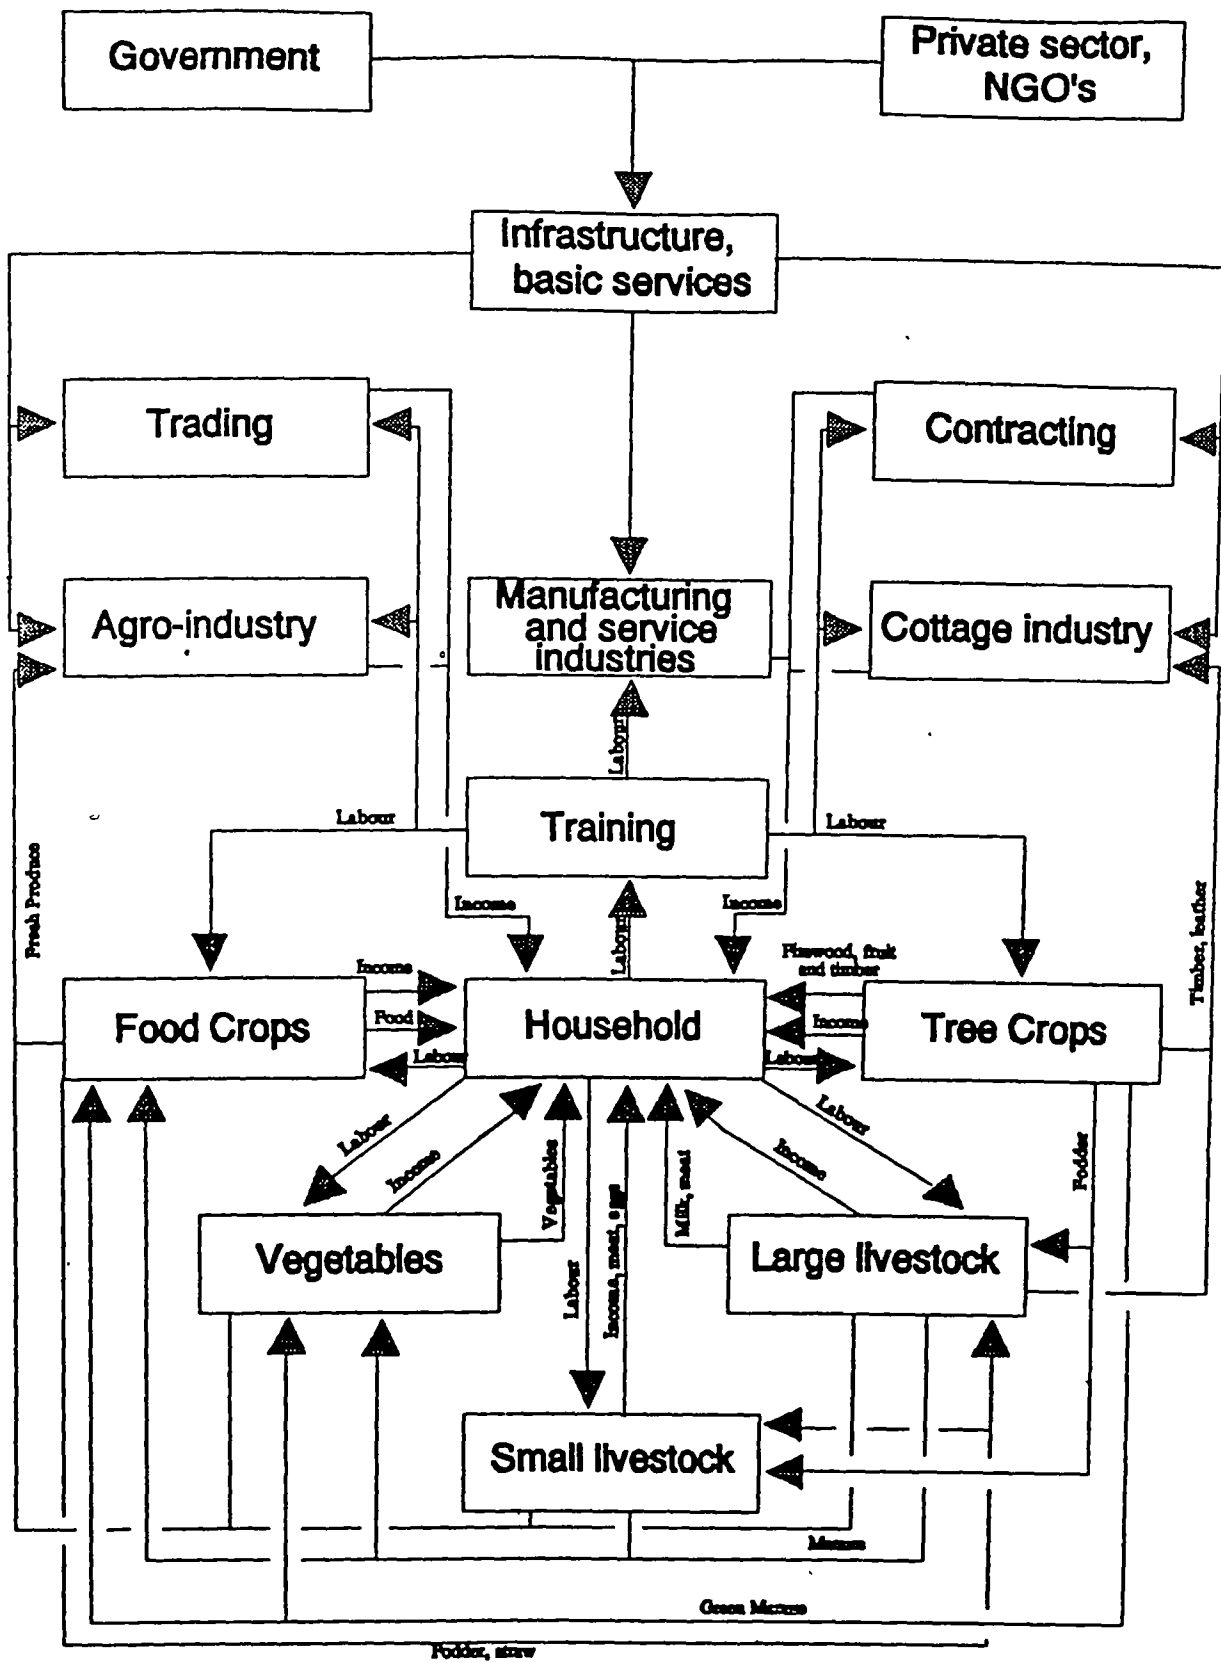 Government
Private sector,
NGO's
Infrastructure,
basic services
Trading
Contracting
Agro-industry
Manufacturing
and service
industries
Cottage industry
Labour
Training
Labour
Labour
Fresh Produce
Income
Income
Labour
Timber, leather
Income
Firewood, fruit
and timber
Food Crops
Food
Household
Income
Tree Crops
Labour
Labour
Labour
Income
Vegetables
Labour
Income, meat, eggs
Milk, meat
Income
Labour
Fodder
Vegetables
Large livestock
Small livestock
Manure
Green Manure
Fodder, straw